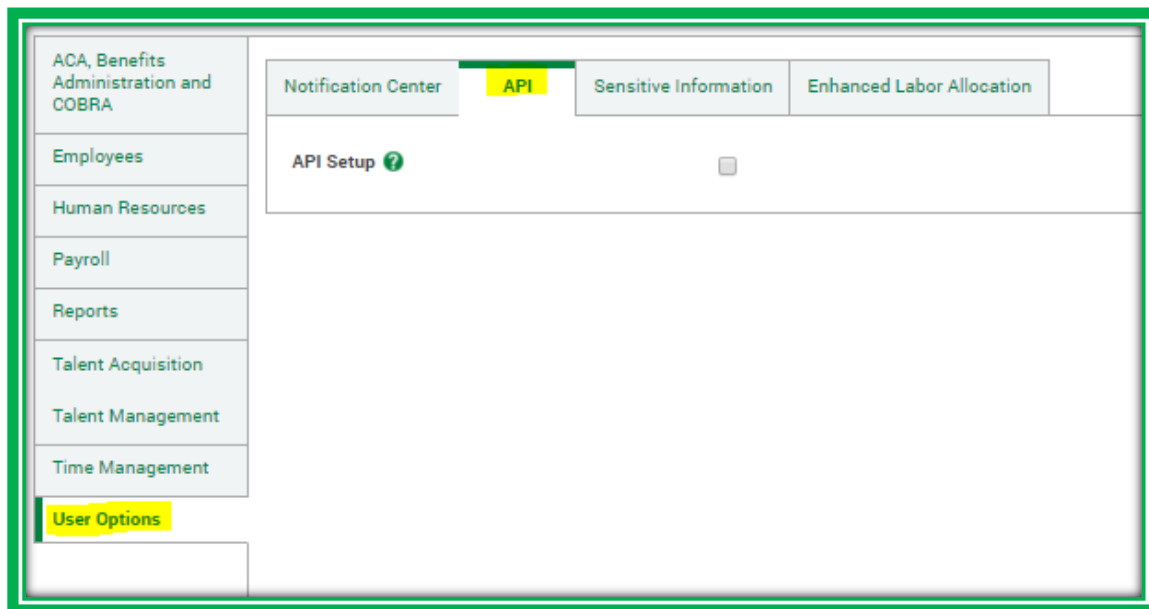 ACA, Benefits
Administration and
COBRA
Employees
Human Resources
Payroll
Reports
Talent Acquisition
Talent Management
Time Management
User Options
Notification Center API Sensitive Information Enhanced Labor Allocation
API Setup ?